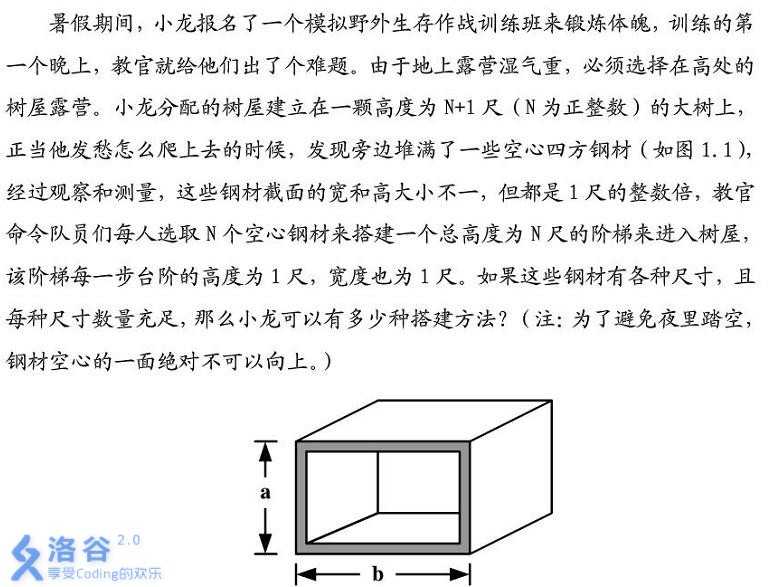 暑假期间，小龙报名了一个模拟野外生存作战训练班来锻炼体魄，训练的第
一个晚上，教官就给他们出了个难题。由于地上露营湿气重，必须选择在高处的
树屋露营。小龙分配的树屋建立在一颗高度为 N+1 尺（N 为正整数）的大树上，
正当他发愁怎么爬上去的时候，发现旁边堆满了一些空心四方钢材（如图 1.1），
经过观察和测量，这些钢材截面的宽和高大小不一，但都是 1 尺的整数倍，教官
命令队员们每人选取 N 个空心钢材来搭建一个总高度为 N 尺的阶梯来进入树屋，
该阶梯每一步台阶的高度为 1 尺，宽度也为 1 尺。如果这些钢材有各种尺寸，且
每种尺寸数量充足，那么小龙可以有多少种搭建方法？（注：为了避免夜里踏空，
钢材空心的一面绝对不可以向上。）
a
b
洛谷 2.0
享受Coding的欢乐